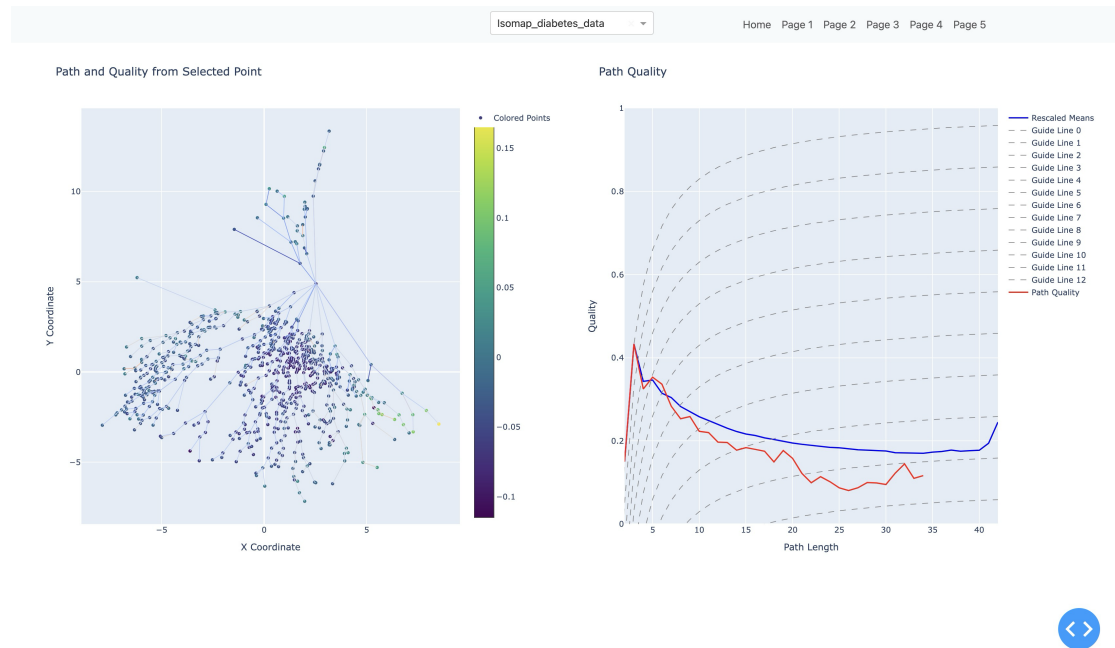 Isomap_diabetes_data
Home Page 1 Page 2 Page 3 Page 4 Page 5
Path and Quality from Selected Point
Colored Points
0.15
0.1
0.05
0
−0.05
−0.1
10
5
0
−5
Y Coordinate
−5 0 5
X Coordinate
Path Quality
1
0.8
0.6
0.4
0.2
0
Quality
5 10 15 20 25 30 35 40
Path Length
Rescaled Means
Guide Line 0
Guide Line 1
Guide Line 2
Guide Line 3
Guide Line 4
Guide Line 5
Guide Line 6
Guide Line 7
Guide Line 8
Guide Line 9
Guide Line 10
Guide Line 11
Guide Line 12
Path Quality